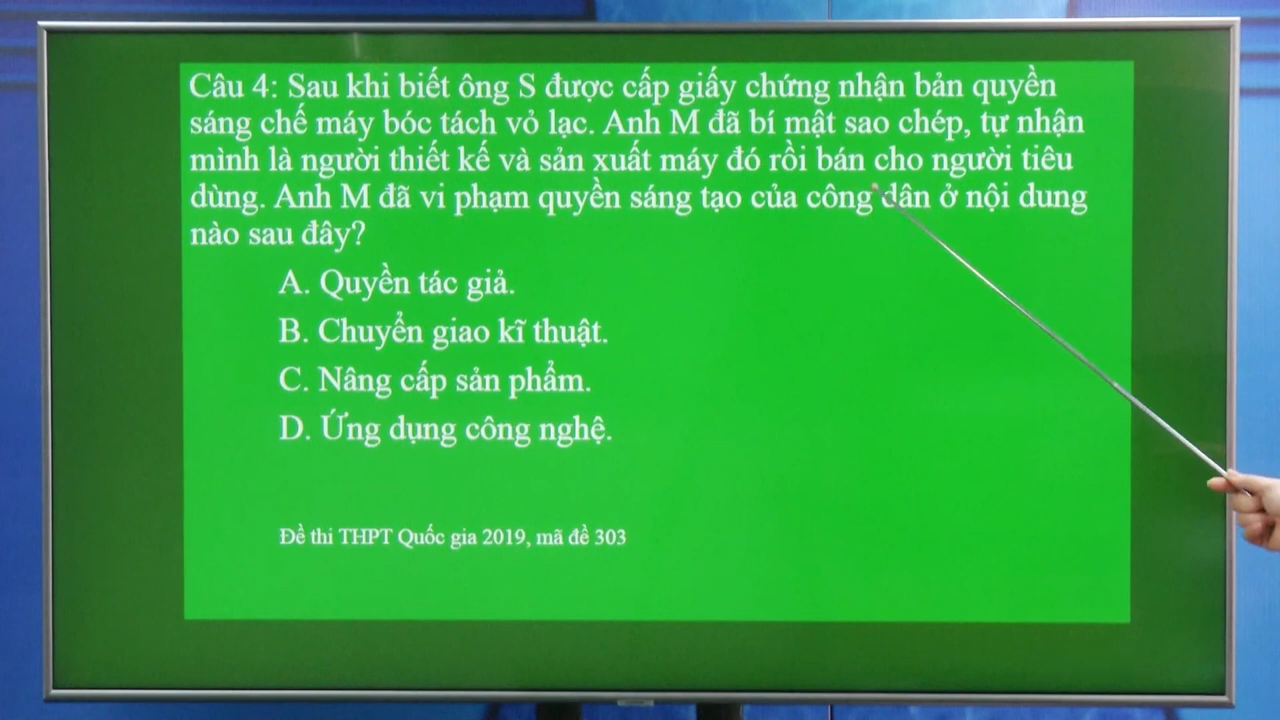 Câu 4: Sau khi biết ông S được cấp giấy chứng nhận bản quyền
sáng chế máy bóc tách vỏ lạc. Anh M đã bí mật sao chép, tự nhận
mình là người thiết kế và sản xuất máy đó rồi bán cho người tiêu
dùng. Anh M đã vi phạm quyền sáng tạo của công dân ở nội dung
nào sau đây?
A. Quyền tác giả.
B. Chuyển giao kĩ thuật.
C. Nâng cấp sản phẩm.
D. Ứng dụng công nghệ.
Đề thi THPT Quốc gia 2019, mã đề 303